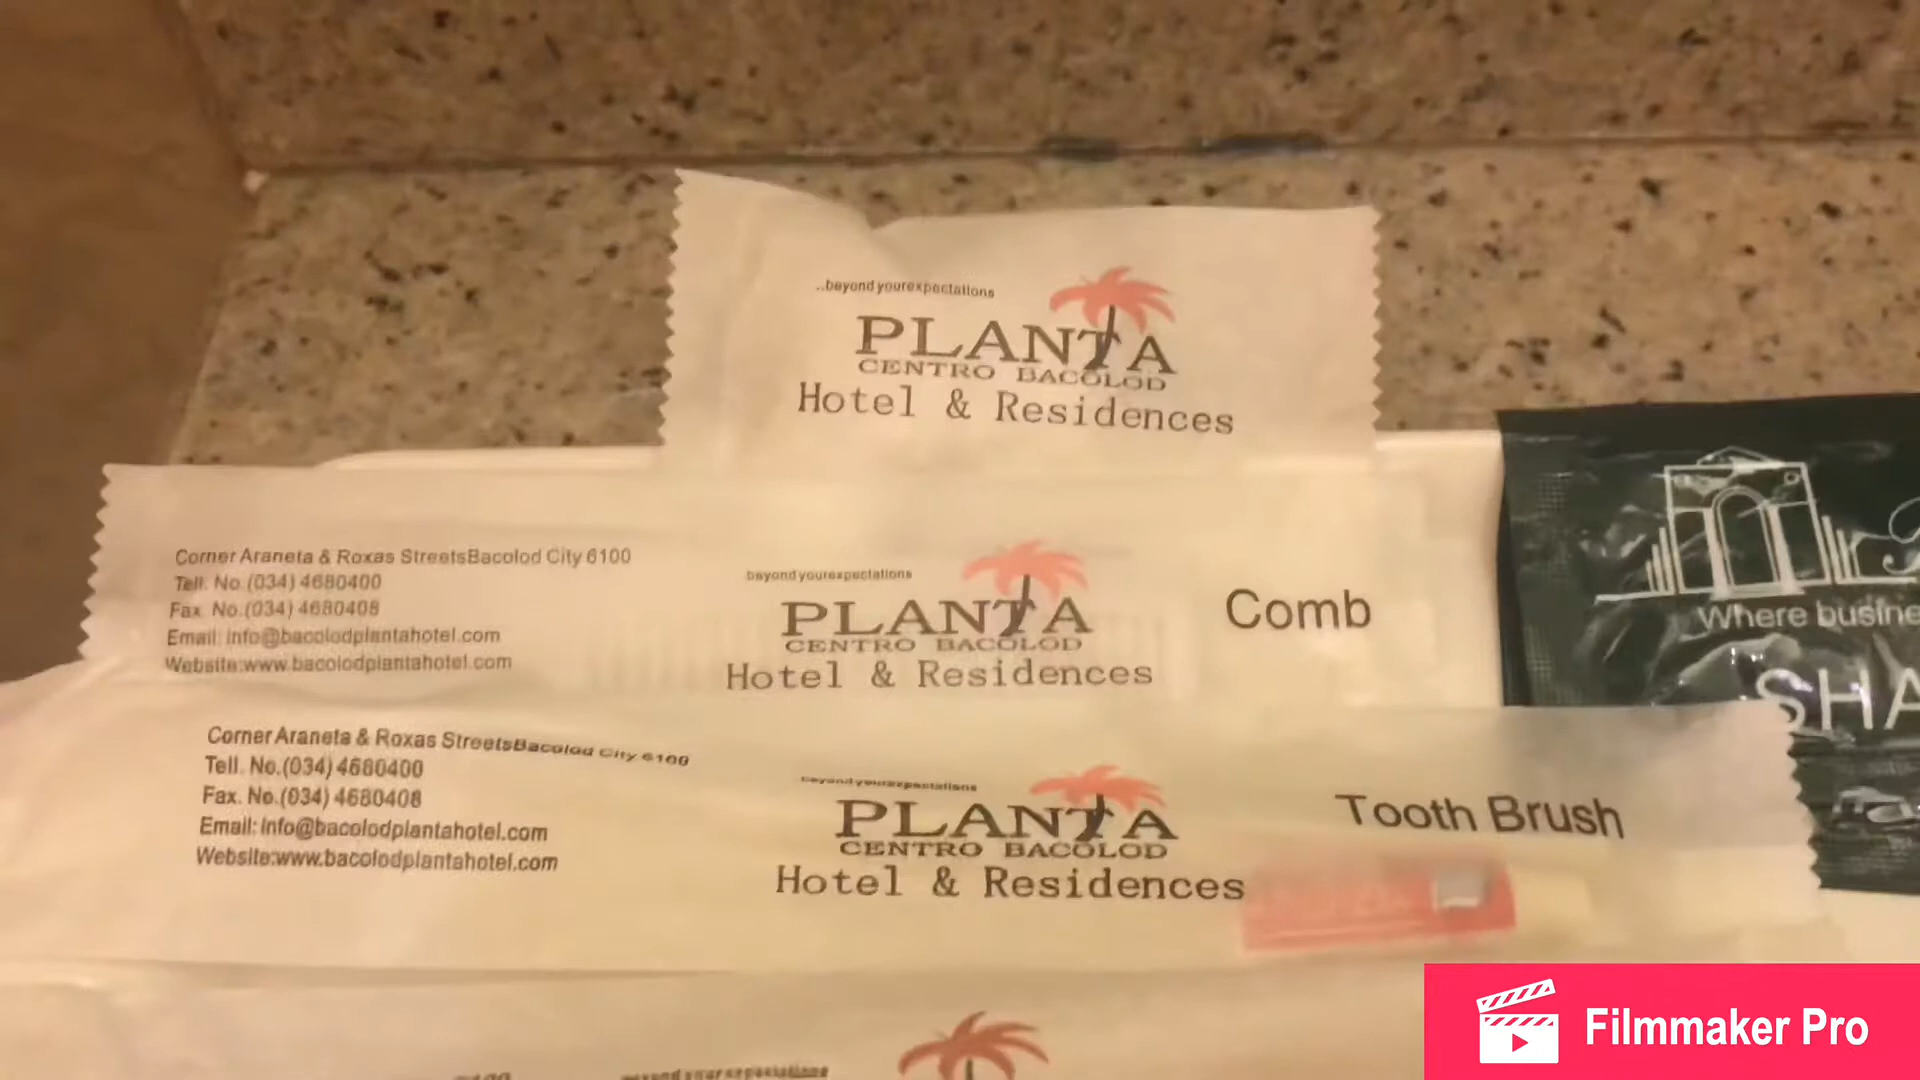 ..beyond yourexpectations
PLANTA
CENTRO BACOLOD
Hotel & Residences
Corner Araneta & Roxas StreetsBacolod City 6100
Tell. No.(034) 4680400
Fax. No.(034) 4680408
Email: info@bacolodplantahotel.com
Website:www.bacolodplantahotel.com
beyond yourexpectations
PLANTA
CENTRO BACOLOD
Hotel & Residences
Comb
Where busine
SHA
Corner Araneta & Roxas StreetsBacolod City 6100
Tell. No.(034) 4680400
Fax. No.(034) 4680408
Email: info@bacolodplantahotel.com
Website:www.bacolodplantahotel.com
beyond yourexpectations
PLANTA
CENTRO BACOLOD
Hotel & Residences
Tooth Brush
Filmmaker Pro